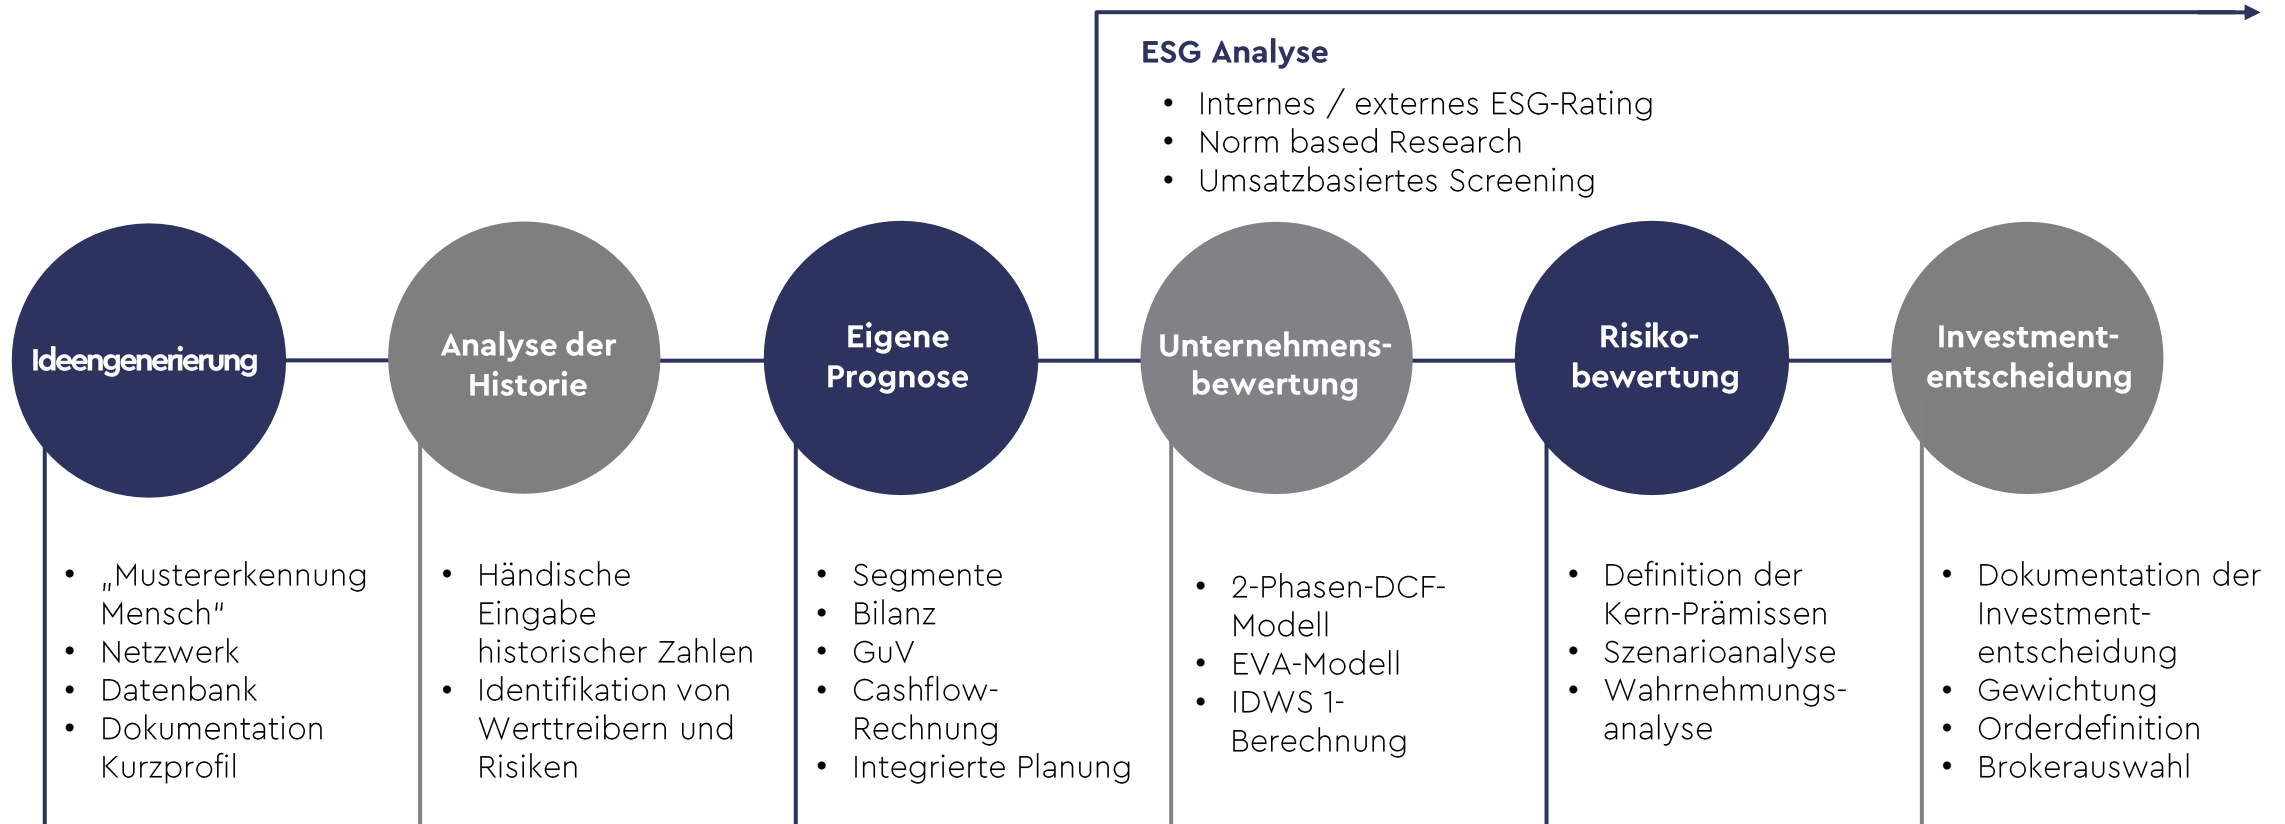 ESG Analyse
• Internes / externes ESG-Rating
• Norm based Research
• Umsatzbasiertes Screening
Ideengenerierung
Analyse der
Historie
Eigene
Prognose
Unternehmens-
bewertung
Risiko-
bewertung
Investment-
entscheidung
• „Mustererkennung
Mensch“
• Netzwerk
• Datenbank
• Dokumentation
Kurzprofil
• Händische
Eingabe
historischer Zahlen
• Identifikation von
Werttreibern und
Risiken
• Segmente
• Bilanz
• GuV
• Cashflow-
Rechnung
• Integrierte Planung
• 2-Phasen-DCF-
Modell
• EVA-Modell
• IDWS 1-
Berechnung
• Definition der
Kern-Prämissen
• Szenarioanalyse
• Wahrnehmungs-
analyse
• Dokumentation der
Investment-
entscheidung
• Gewichtung
• Orderdefinition
• Brokerauswahl